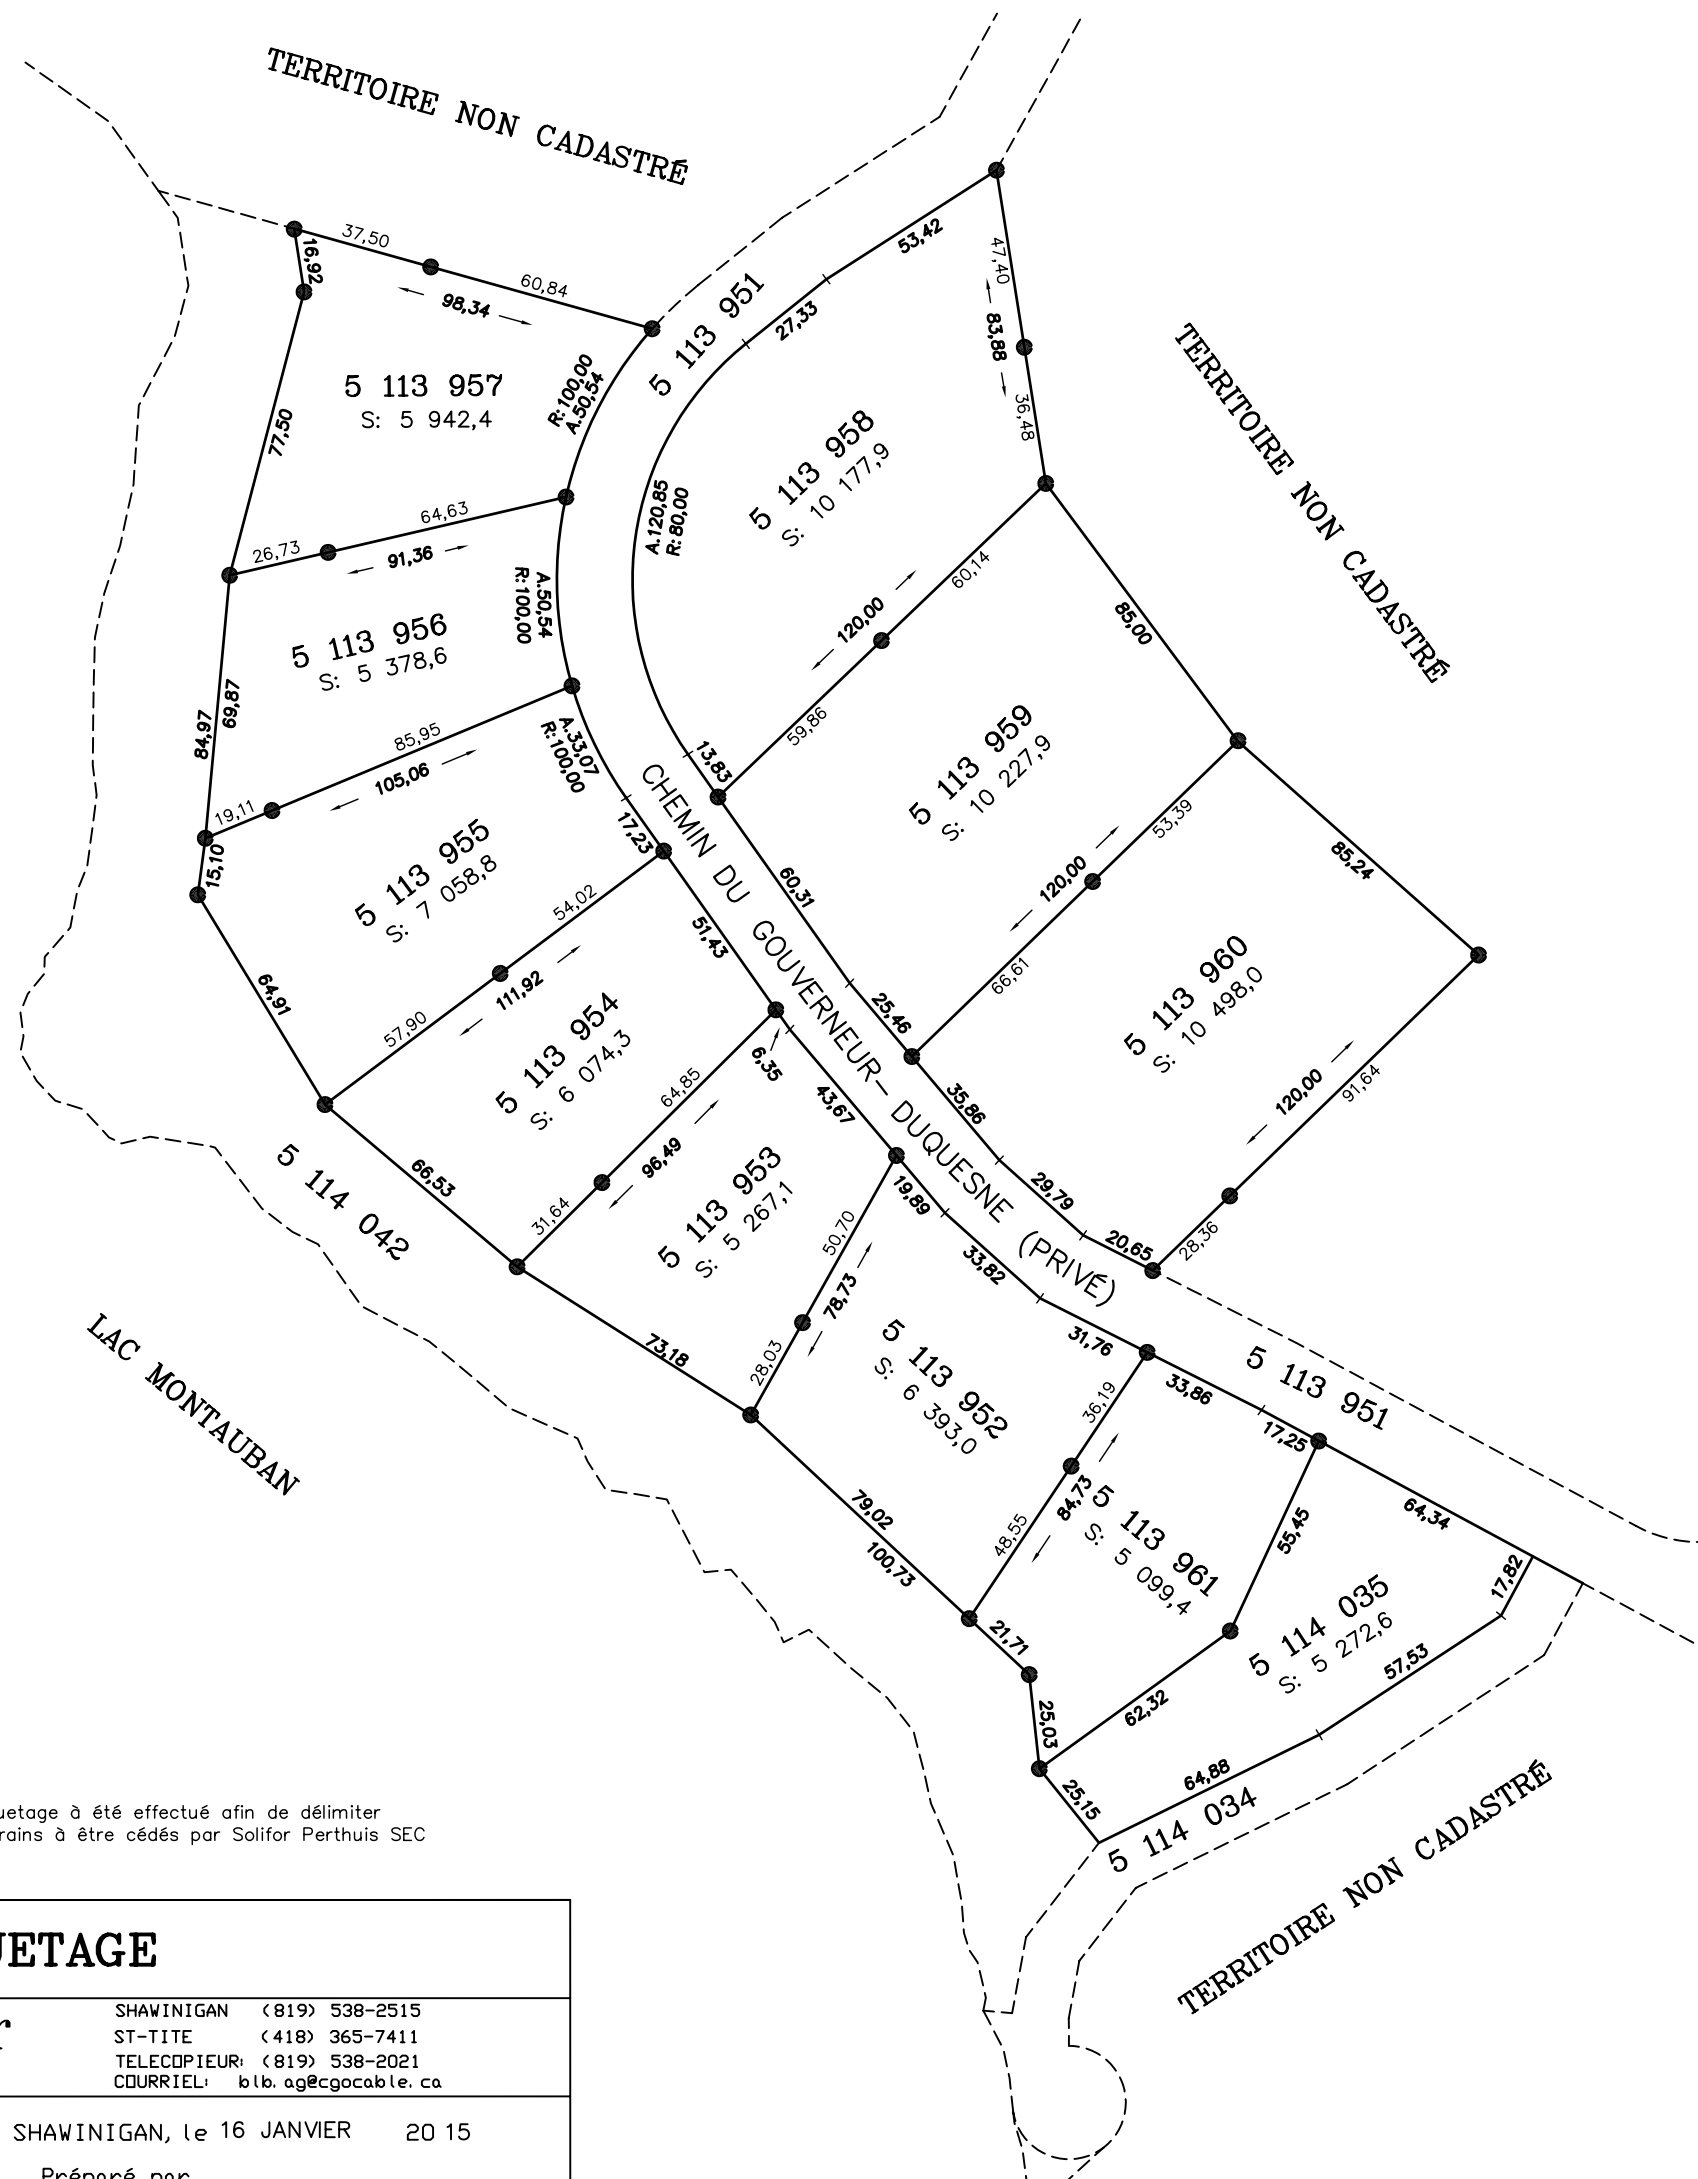 TERRITOIRE NON CADASTRÉ
37,50
60,84
98,34
16,92
77,50
5 113 957
S: 5 942,4
R:100,00
A.50,54
5 113 951
27,33
53,42
47,40
83,88
36,48
5 113 958
S: 10 177,9
A.120,85
R: 80,00
TERRITOIRE NON CADASTRÉ
26,73
64,63
91,36
5 113 956
S: 5 378,6
A.50,54
R:100,00
84,97
69,87
60,14
120,00
59,86
85,00
13,83
85,95
105,06
19,11
15,10
A.33,07
R:100,00
17,23
5 113 955
S: 7 058,8
CHEMIN DU GOUVERNEUR-DUQUESNE (PRIVÉ)
5 113 959
S: 10 227,9
60,31
53,39
120,00
66,61
85,24
64,91
54,02
111,92
57,90
51,43
25,46
5 113 954
S: 6 074,3
5 113 960
S: 10 498,0
6,35
43,67
35,86
64,85
96,49
31,64
66,53
5 114 042
5 113 953
S: 5 267,1
120,00
91,64
28,36
29,79
20,65
19,89
33,82
50,70
78,73
28,03
73,18
LAC MONTAUBAN
5 113 952
S: 6 393,0
31,76
33,86
17,25
5 113 951
36,19
84,73
48,55
79,02
100,73
5 113 961
S: 5 099,4
55,45
64,34
17,82
21,71
25,03
62,32
5 114 035
S: 5 272,6
57,53
64,88
25,15
5 114 034
TERRITOIRE NON CADASTRÉ
uetage à été effectué afin de délimiter
rains à être cédés par Solifor Perthuis SEC
UETAGE
r
SHAWINIGAN (819) 538-2515
ST-TITE (418) 365-7411
TELECOPIEUR: (819) 538-2021
COURRIEL: blb.ag@cgocable.ca
SHAWINIGAN, le 16 JANVIER 20 15
Préparé par